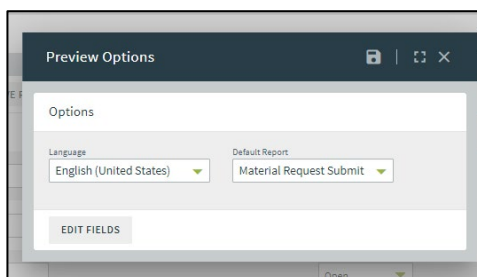 Preview Options
Options
Language
Default Report
English (United States)
Material Request Submit
EDIT FIELDS
Open